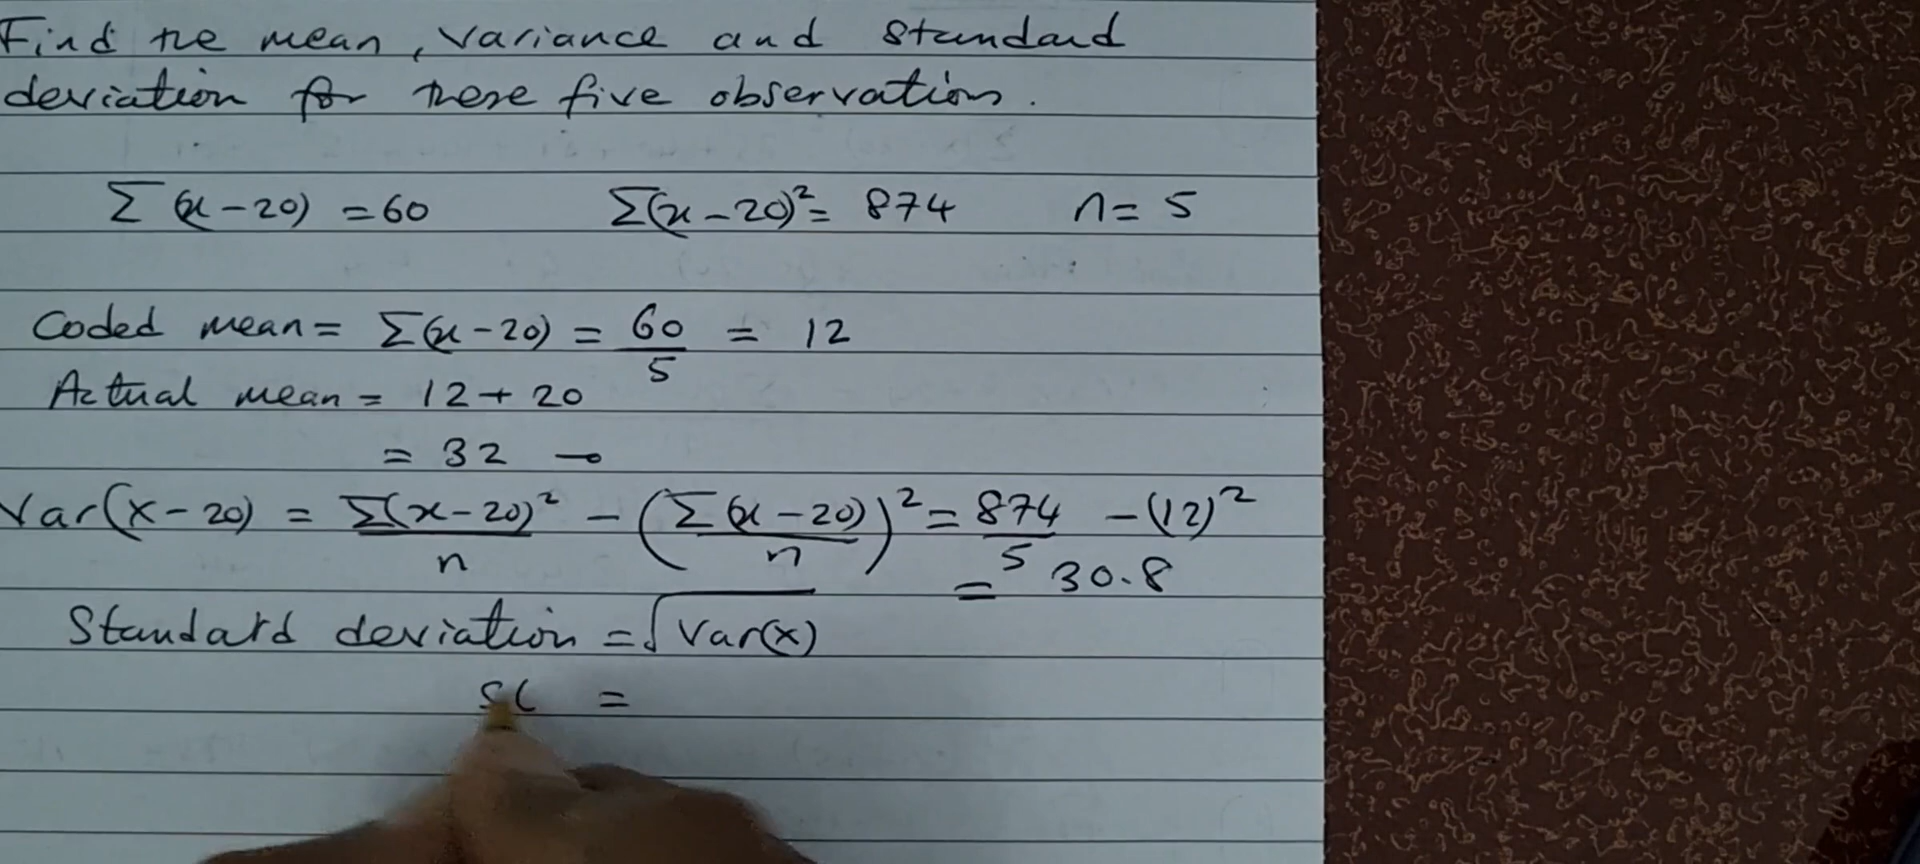 Find the mean, variance and standard
deviation for these five observations.
Σ(x-20) = 60 Σ(x-20)² = 874 n = 5
Coded mean = Σ(x-20) = 60/5 = 12
Actual mean = 12 + 20
= 32
Var(x-20) = Σ(x-20)²/n - (Σ(x-20)/n)² = 874/5 - (12)²
= 30.8
Standard deviation = √Var(x)
=